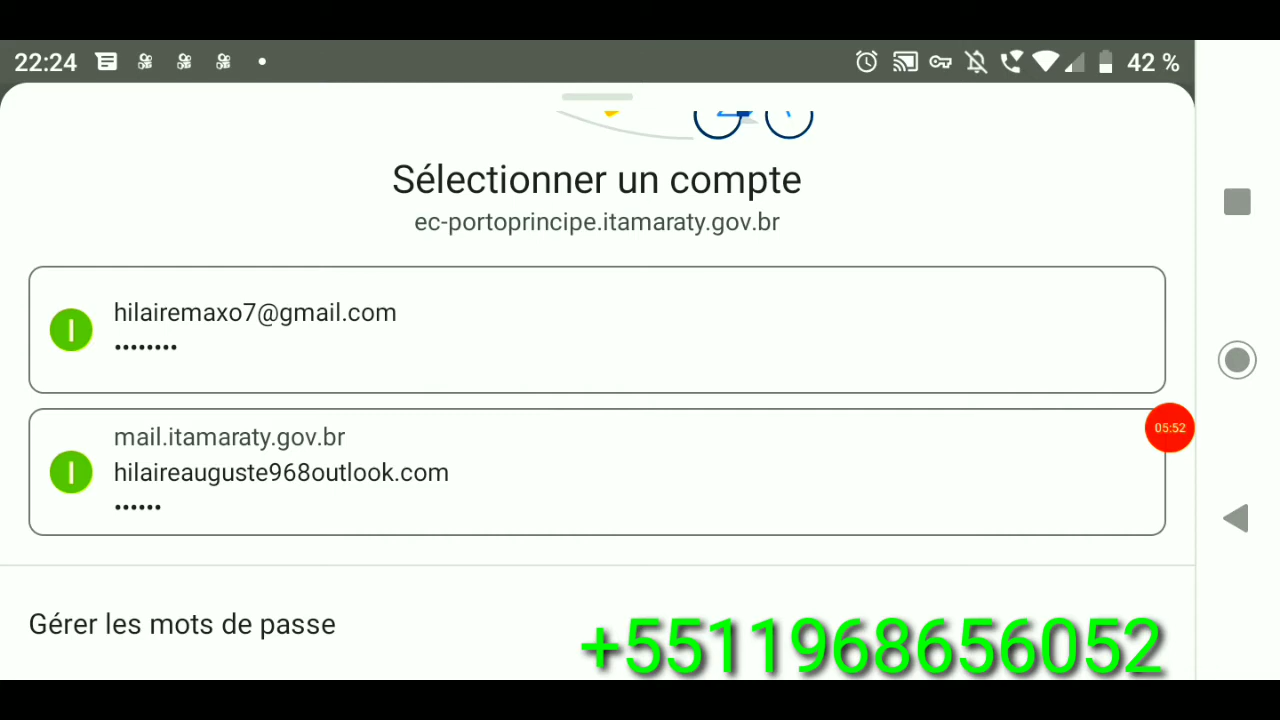 22:24 42 %
Sélectionner un compte
ec-portoprincipe.itamaraty.gov.br
hilairemaxo7@gmail.com
••••••••
mail.itamaraty.gov.br
05:52
hilaireauguste968outlook.com
••••••
Gérer les mots de passe
+5511968656052